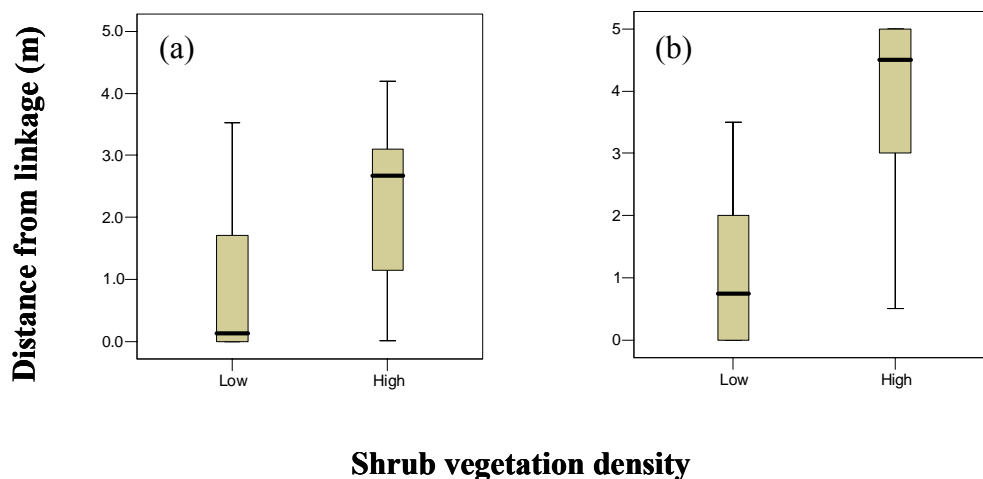 Distance from linkage (m)
(a)
5.0
4.0
3.0
2.0
1.0
0.0
Low
High
(b)
5
4
3
2
1
0
Low
High
Shrub vegetation density